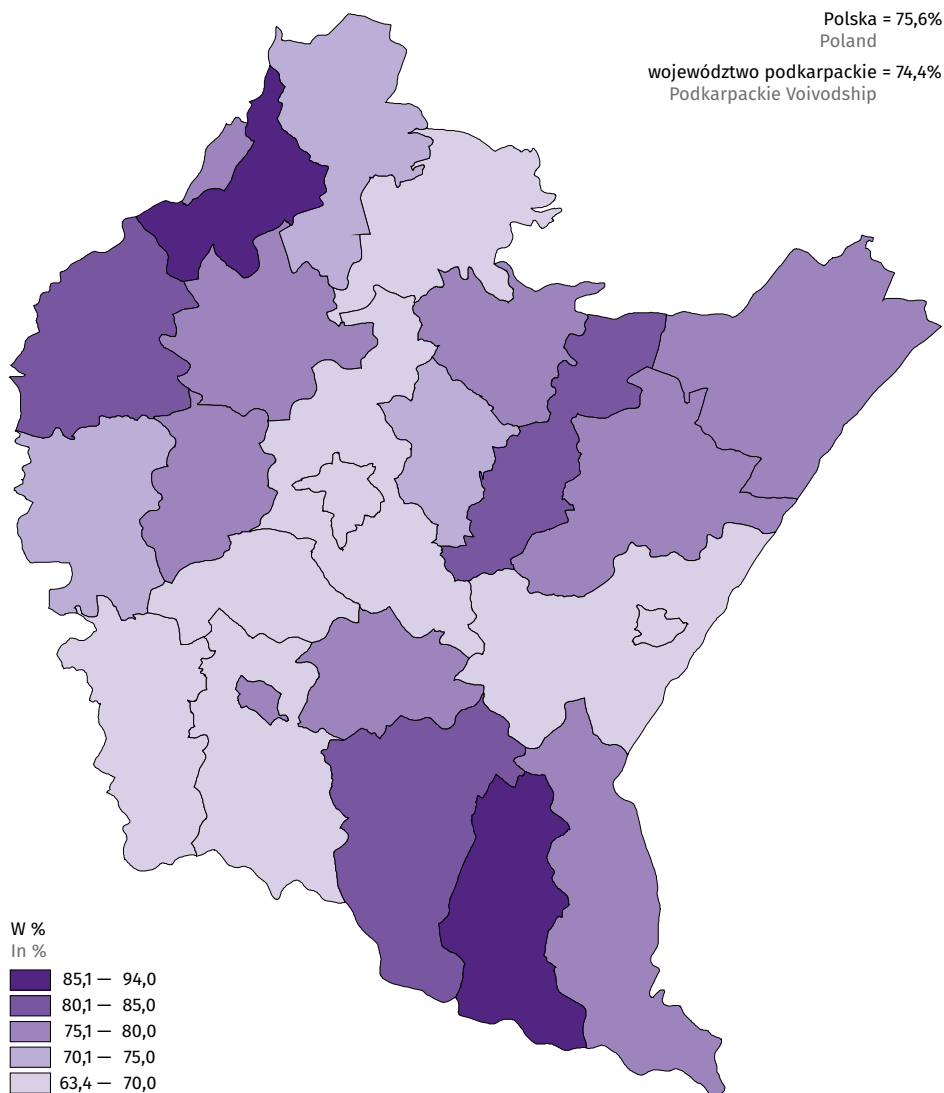 Polska = 75,6%
Poland
województwo podkarpackie = 74,4%
Podkarpackie Voivodship
W %
In %
85,1 — 94,0
80,1 — 85,0
75,1 — 80,0
70,1 — 75,0
63,4 — 70,0